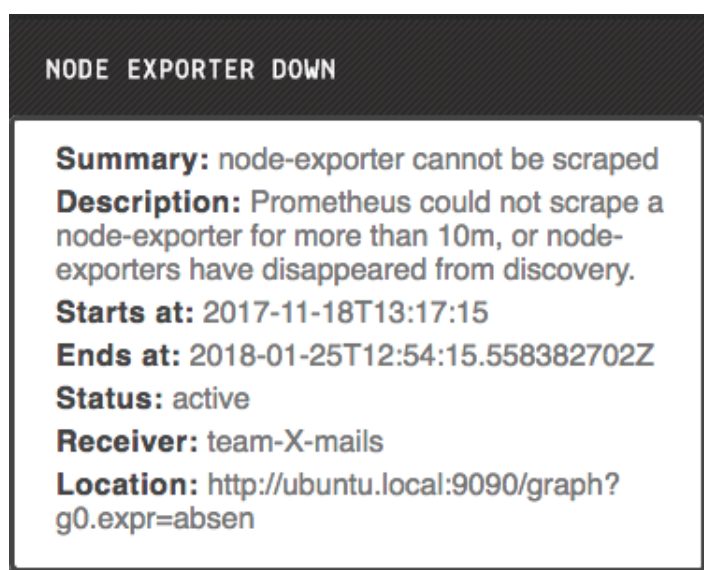 NODE EXPORTER DOWN
Summary: node-exporter cannot be scraped
Description: Prometheus could not scrape a
node-exporter for more than 10m, or node-
exporters have disappeared from discovery.
Starts at: 2017-11-18T13:17:15
Ends at: 2018-01-25T12:54:15.558382702Z
Status: active
Receiver: team-X-mails
Location: http://ubuntu.local:9090/graph?
g0.expr=absen